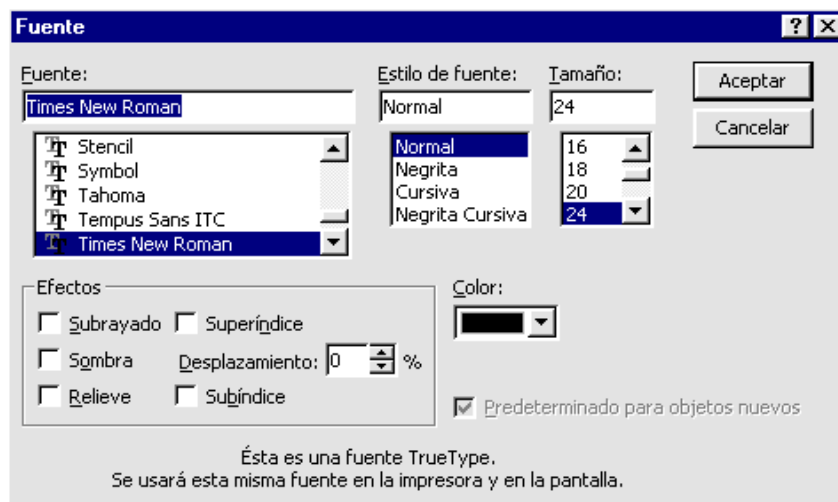 Fuente
Fuente:
Times New Roman
Stencil
Symbol
Tahoma
Tempus Sans ITC
Times New Roman
Estilo de fuente:
Normal
Normal
Negrita
Cursiva
Negrita Cursiva
Tamaño:
24
16
18
20
24
Aceptar
Cancelar
Efectos
Subrayado
Superíndice
Sombra
Desplazamiento: 0 %
Relieve
Subíndice
Color:
Predeterminado para objetos nuevos
Ésta es una fuente TrueType.
Se usará esta misma fuente en la impresora y en la pantalla.